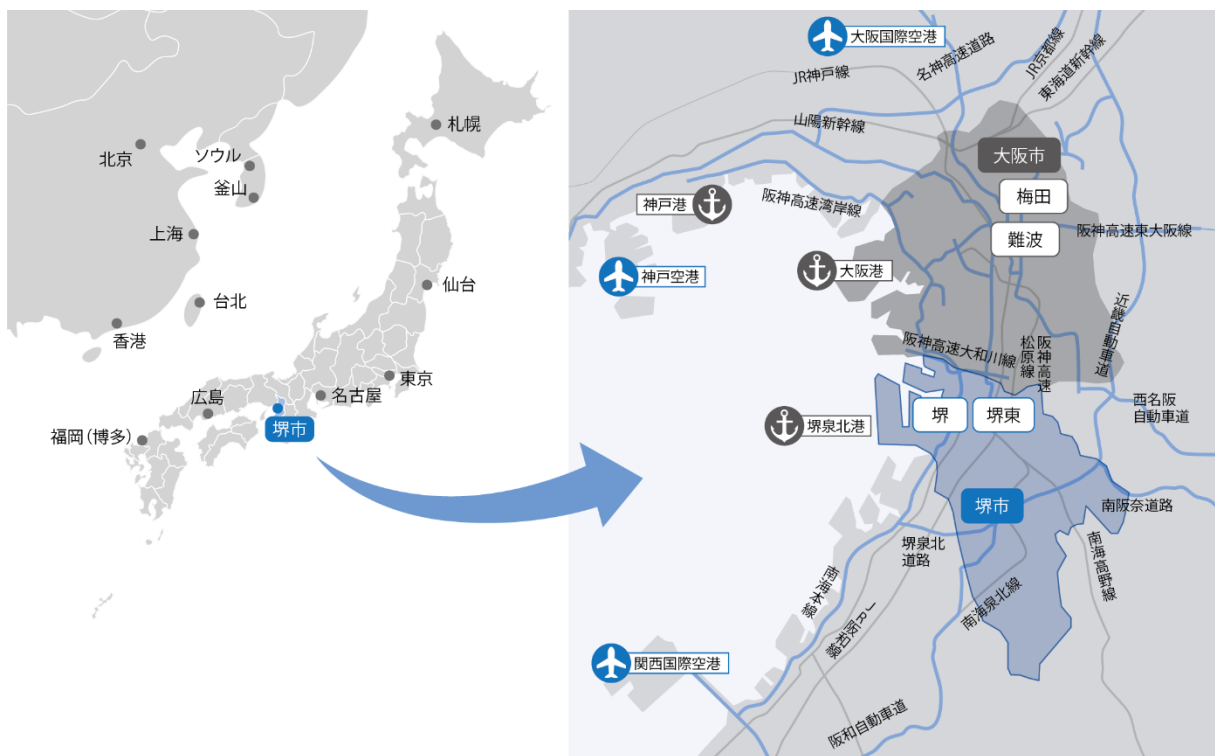 札幌
北京
ソウル
釜山
上海
仙台
台北
香港
東京
広島
名古屋
堺市
福岡(博多)
大阪国際空港
名神高速道路
JR京都線
東海道新幹線
JR神戸線
山陽新幹線
大阪市
梅田
神戸港
阪神高速湾岸線
難波
阪神高速東大阪線
神戸空港
大阪港
近畿自動車道
阪神高速大和川線
阪神高速
松原線
西名阪
自動車道
堺
堺東
堺泉北港
堺市
南阪奈道路
堺泉北
道路
南海高野線
南海本線
南海泉北線
JR阪和線
関西国際空港
阪和自動車道